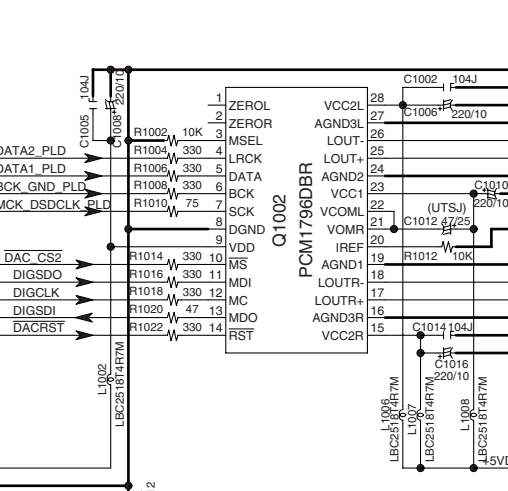 104J
C1005
220/10
C1008
R1002 10K
R1004 330
R1006 330
R1008 330
R1010 75
R1014 330
R1016 330
R1018 330
R1020 47
R1022 330
DATA2_PLD
DATA1_PLD
BCK_GND_PLD
MCK_DSDCLK_PLD
DAC_CS2
DIGSDO
DIGCLK
DIGSDI
DACRST
L1002
LBC2518T4R7M
1 ZEROL
2 ZEROR
3 MSEL
4 LRCK
5 DATA
6 BCK
7 SCK
8 DGND
9 VDD
10 MS
11 MDI
12 MC
13 MDO
14 RST
Q1002
PCM1796DBR
VCC2L 28
AGND3L 27
LOUT- 26
LOUT+ 25
AGND2 24
VCC1 23
VCOML 22
VOMR 21
IREF 20
AGND1 19
LOUTR- 18
LOUTR+ 17
AGND3R 16
VCC2R 15
C1002 104J
C1006 220/10
C1010
220/10
(UTSJ)
C1012 47/25
R1012 10K
C1014 104J
C1016
220/10
L1006
LBC2518T4R7M
L1007
LBC2518T4R7M
L1008
LBC2518T4R7M
+5VD